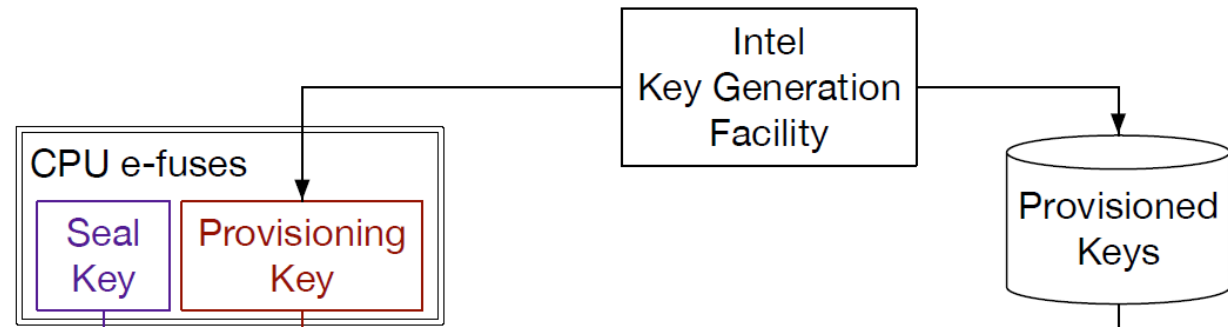 Intel
Key Generation
Facility
CPU e-fuses
Seal
Key
Provisioning
Key
Provisioned
Keys